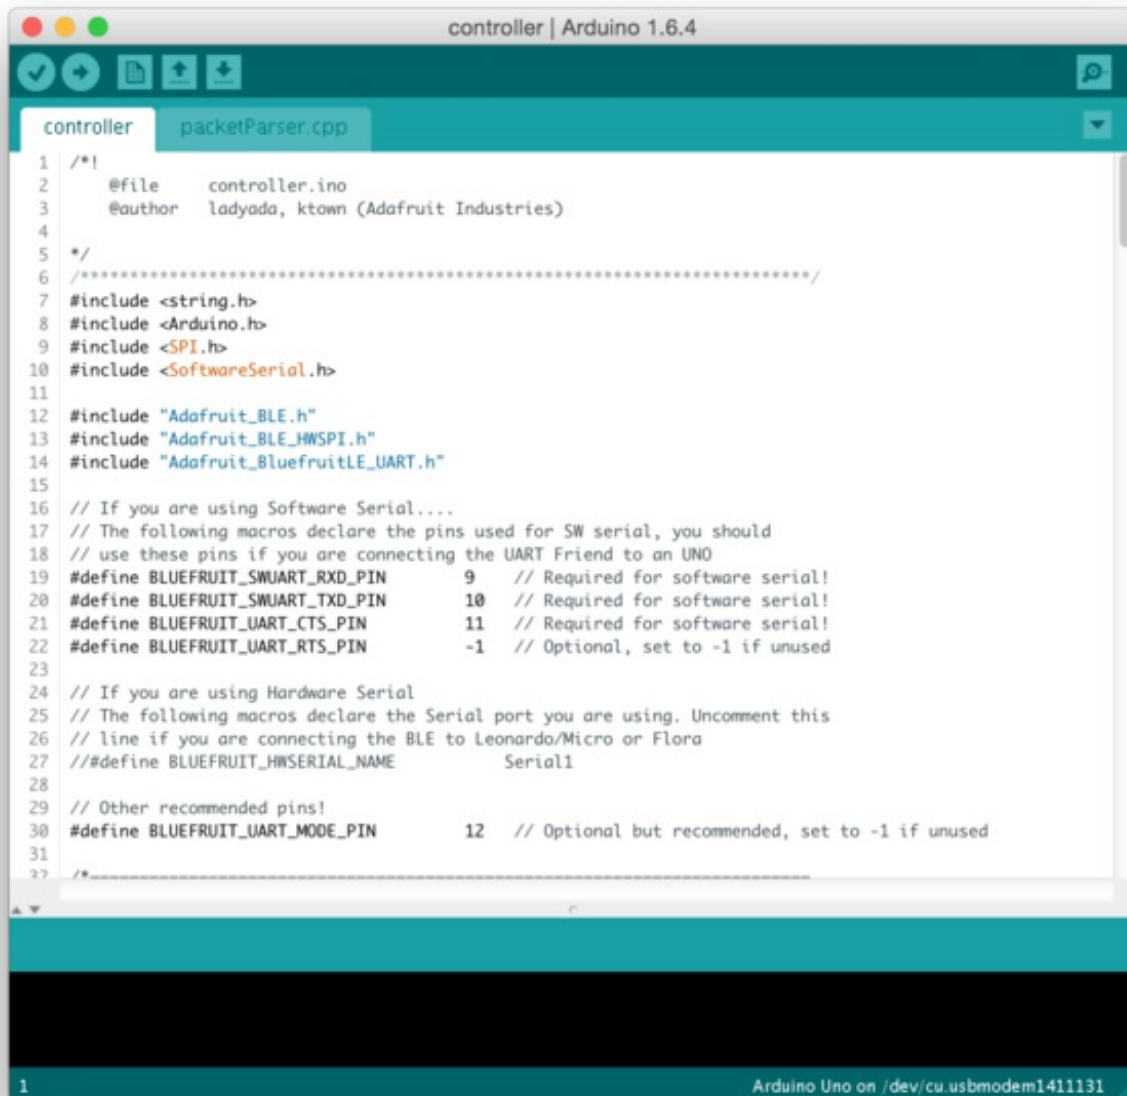 controller | Arduino 1.6.4
controller packetParser.cpp
1 /*!
2 @file controller.ino
3 @author ladyada, ktown (Adafruit Industries)
4
5 */
6 /**************************************************************************/
7 #include <string.h>
8 #include <Arduino.h>
9 #include <SPI.h>
10 #include <SoftwareSerial.h>
11
12 #include "Adafruit_BLE.h"
13 #include "Adafruit_BLE_HWSPI.h"
14 #include "Adafruit_BluefruitLE_UART.h"
15
16 // If you are using Software Serial....
17 // The following macros declare the pins used for SW serial, you should
18 // use these pins if you are connecting the UART Friend to an UNO
19 #define BLUEFRUIT_SWUART_RXD_PIN 9 // Required for software serial!
20 #define BLUEFRUIT_SWUART_TXD_PIN 10 // Required for software serial!
21 #define BLUEFRUIT_UART_CTS_PIN 11 // Required for software serial!
22 #define BLUEFRUIT_UART_RTS_PIN -1 // Optional, set to -1 if unused
23
24 // If you are using Hardware Serial
25 // The following macros declare the Serial port you are using. Uncomment this
26 // line if you are connecting the BLE to Leonardo/Micro or Flora
27 //#define BLUEFRUIT_HWSERIAL_NAME Serial1
28
29 // Other recommended pins!
30 #define BLUEFRUIT_UART_MODE_PIN 12 // Optional but recommended, set to -1 if unused
31
32 /*=========================================================================
1 Arduino Uno on /dev/cu.usbmodem1411131